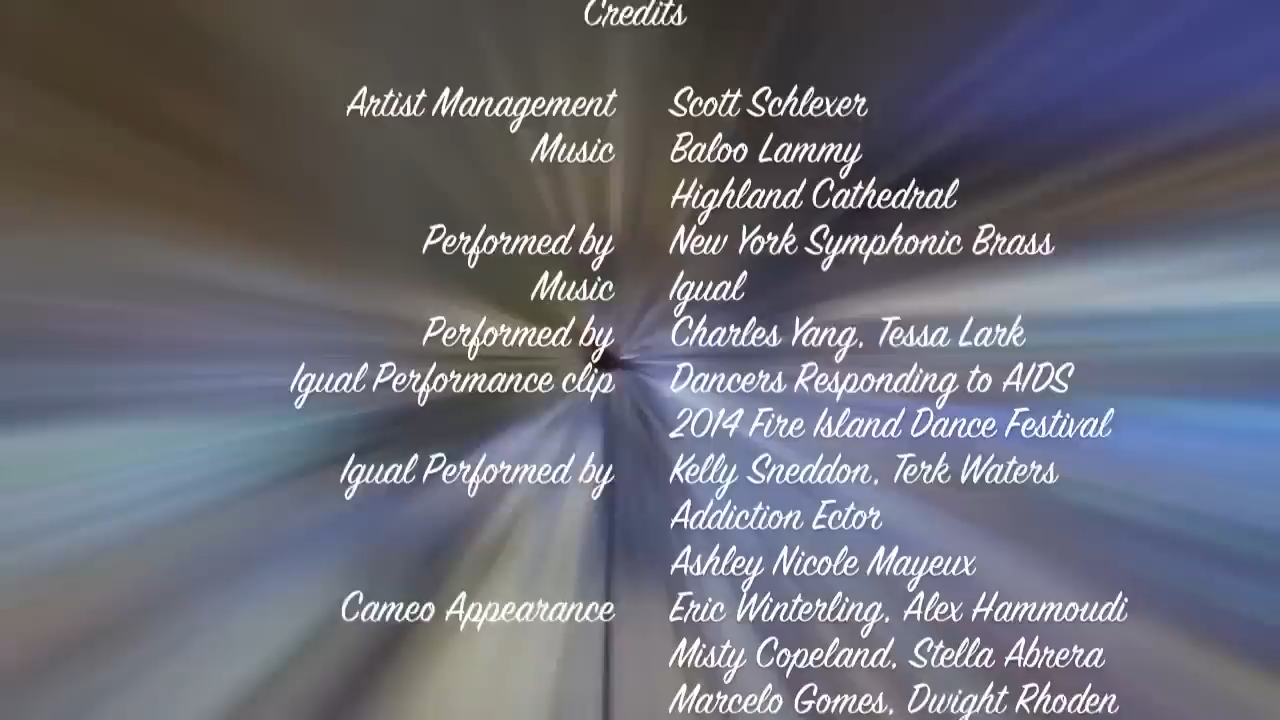 Credits
Artist Management Scott Schlexer
Music Baloo Lammy
Highland Cathedral
Performed by New York Symphonic Brass
Music Igual
Performed by Charles Yang, Tessa Lark
Igual Performance clip Dancers Responding to AIDS
2014 Fire Island Dance Festival
Igual Performed by Kelly Sneddon, Terk Waters
Addiction Ector
Ashley Nicole Mayeux
Cameo Appearance Eric Winterling, Alex Hammoudi
Misty Copeland, Stella Abrera
Marcelo Gomes, Dwight Rhoden